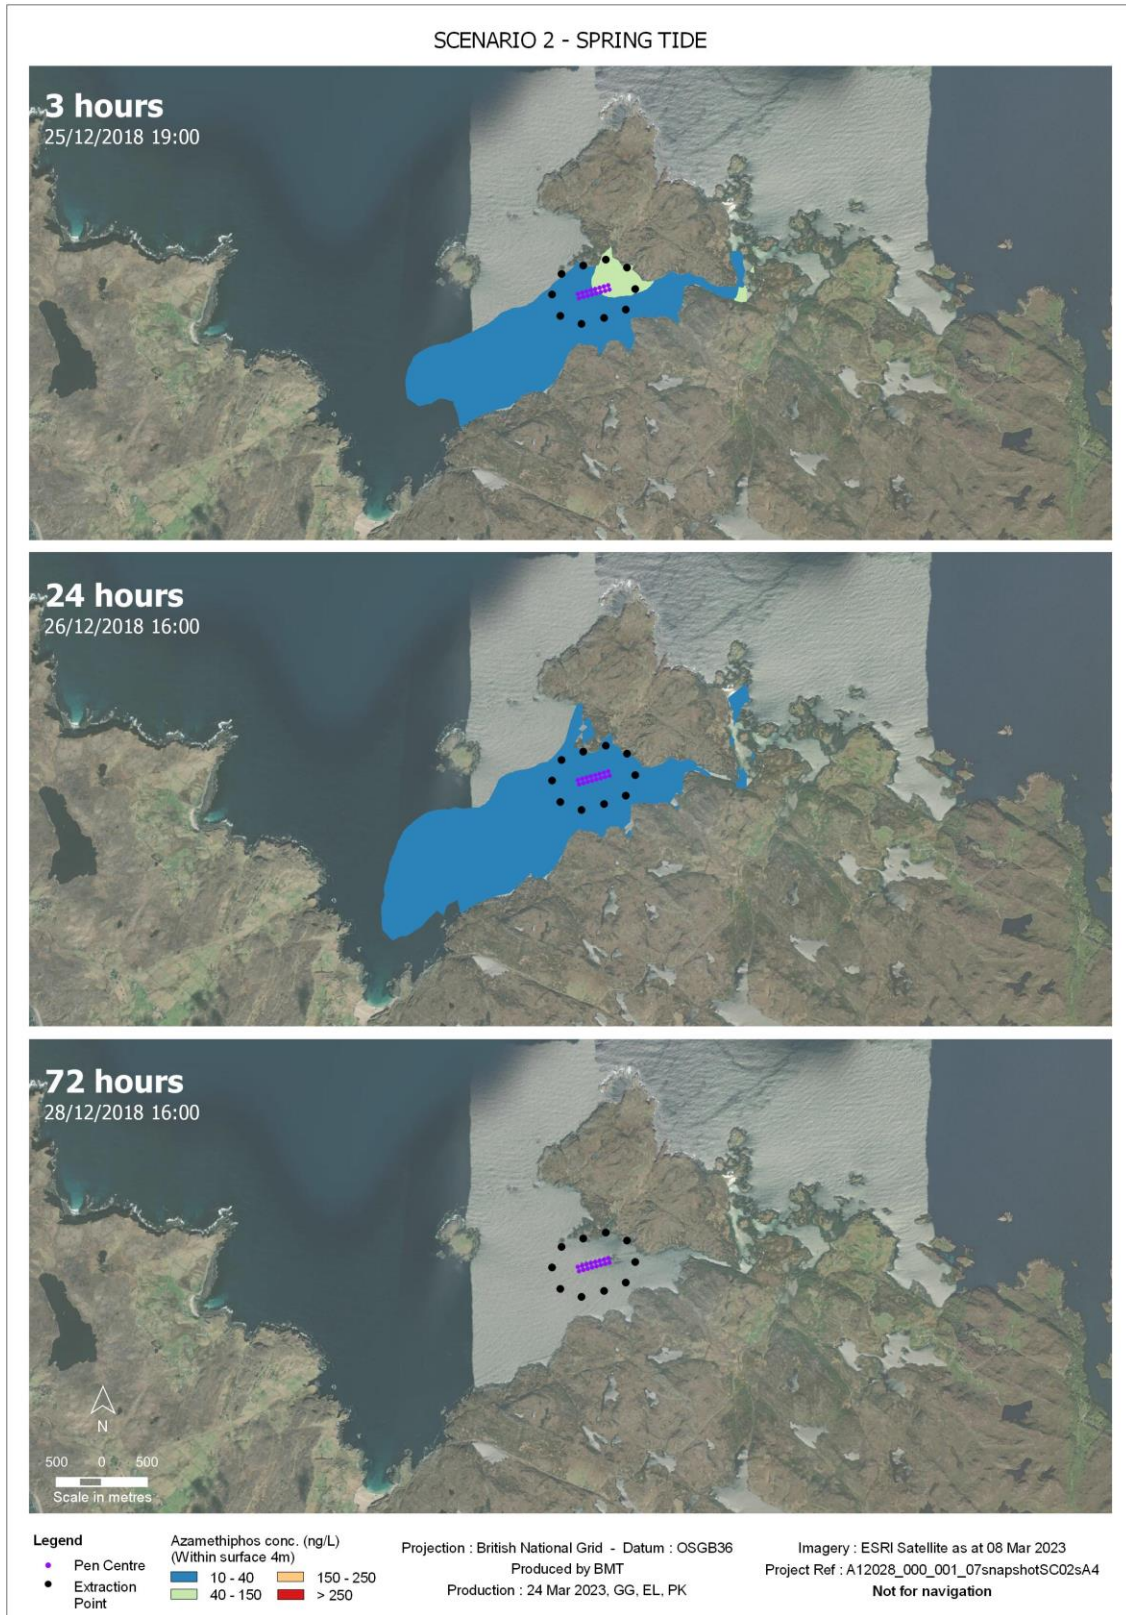 SCENARIO 2 - SPRING TIDE
3 hours
25/12/2018 19:00
24 hours
26/12/2018 16:00
72 hours
28/12/2018 16:00
N
500 0 500
Scale in metres
Legend
Pen Centre
Extraction
Point
Azamethiphos conc. (ng/L)
(Within surface 4m)
10 - 40
40 - 150
150 - 250
> 250
Projection : British National Grid - Datum : OSGB36
Produced by BMT
Production : 24 Mar 2023, GG, EL, PK
Imagery : ESRI Satellite as at 08 Mar 2023
Project Ref : A12028_000_001_07snapshotSC02sA4
Not for navigation